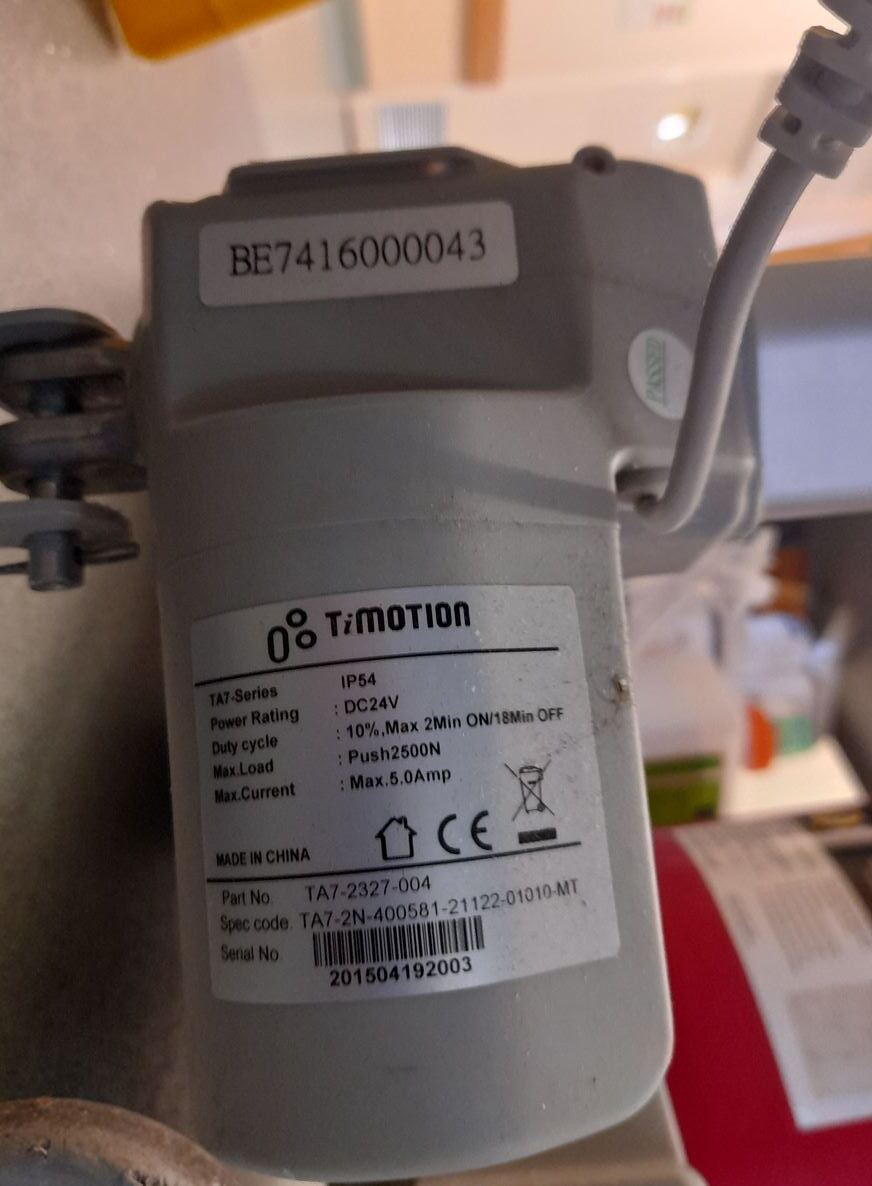 BE7416000043
PASSED
TiMOTION
TA7-Series IP54
Power Rating : DC24V
Duty cycle : 10%,Max 2Min ON/18Min OFF
Max.Load : Push2500N
Max.Current : Max.5.0Amp
CE
MADE IN CHINA
Part No. TA7-2327-004
Spec code. TA7-2N-400581-21122-01010-MT
Serial No.
201504192003